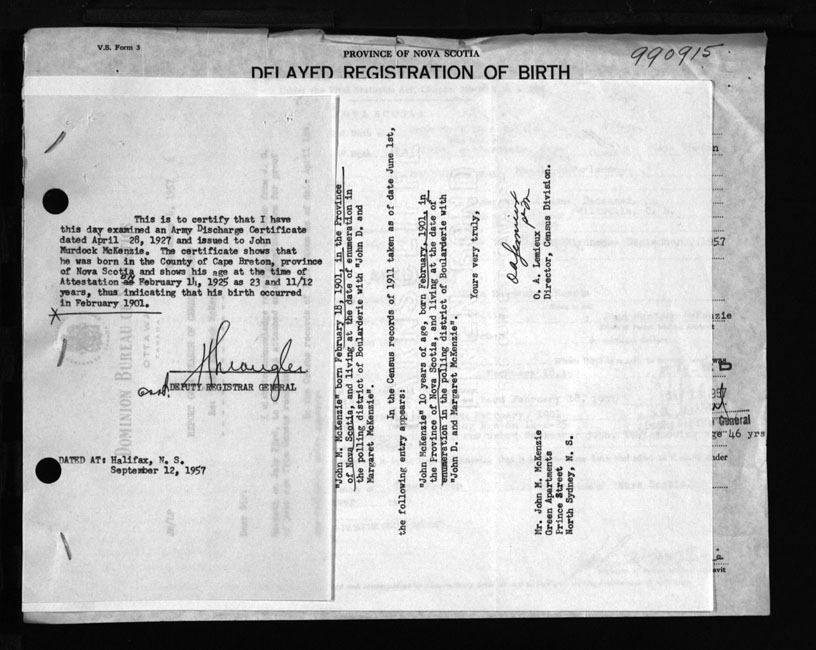 V.S. Form 3
PROVINCE OF NOVA SCOTIA
990915
DELAYED REGISTRATION OF BIRTH
This is to certify that I have
this day examined an Army Discharge Certificate
dated April 28, 1927 and issued to John
Murdock McKenzie. The certificate shows that
he was born in the County of Cape Breton, province
of Nova Scotia and shows his age at the time of
Attestation on February 14, 1925 as 23 and 11/12
years, thus indicating that his birth occurred
in February 1901.
asst. DEPUTY REGISTRAR GENERAL
DATED AT: Halifax, N. S.
September 12, 1957
"John M. McKenzie" born February 18, 1901, in the Province
of Nova Scotia, and living at the date of enumeration in
the polling district of Boularderie with "John D. and
Margaret McKenzie".
In the Census records of 1911 taken as of date June 1st,
the following entry appears:
"John McKenzie" 10 years of age, born February, 1901, in
the Province of Nova Scotia, and living at the date of
enumeration in the polling district of Boularderie with
"John D. and Margaret McKenzie".
Yours very truly,
O. A. Lemieux
O. A. Lemieux
Director, Census Division.
Mr. John M. McKenzie
Green Apartments
Prince Street
North Sydney, N. S.
DOMINION BUREAU
OTTAWA
General
46 yrs